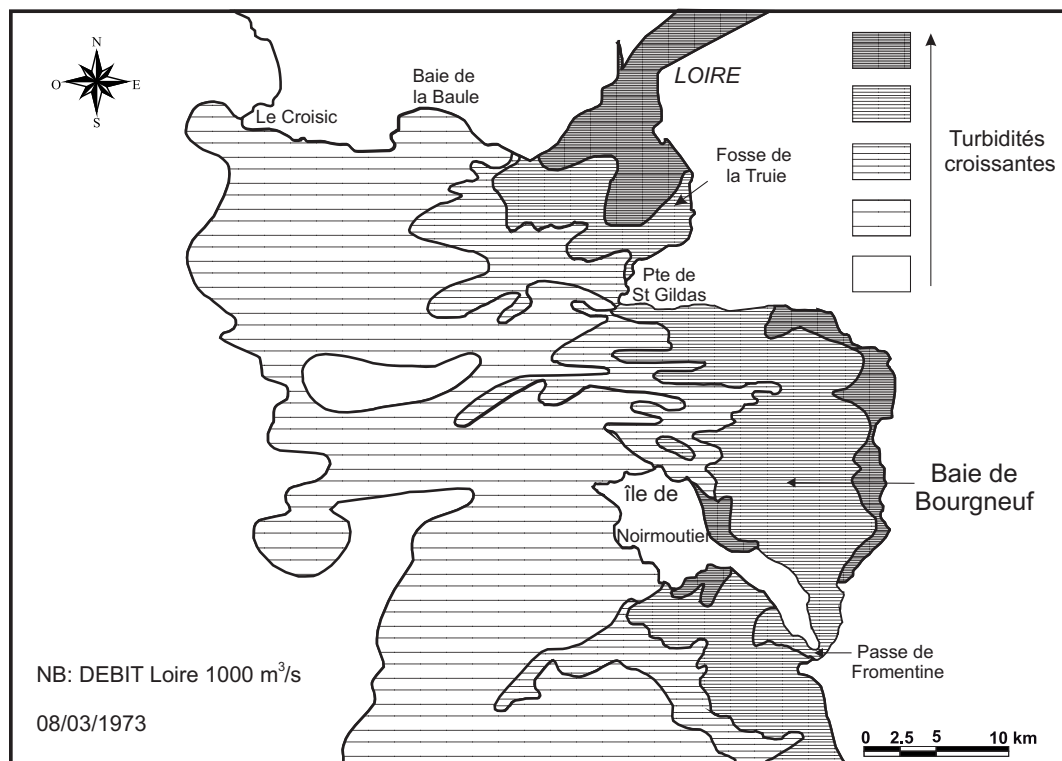 N
O
E
S
Le Croisic
Baie de
la Baule
LOIRE
Fosse de
la Truie
Turbidités
croissantes
Pte de
St Gildas
Baie de
Bourgneuf
île de
Noirmoutier
Passe de
Fromentine
NB: DEBIT Loire 1000 m³/s
08/03/1973
0 2.5 5 10 km